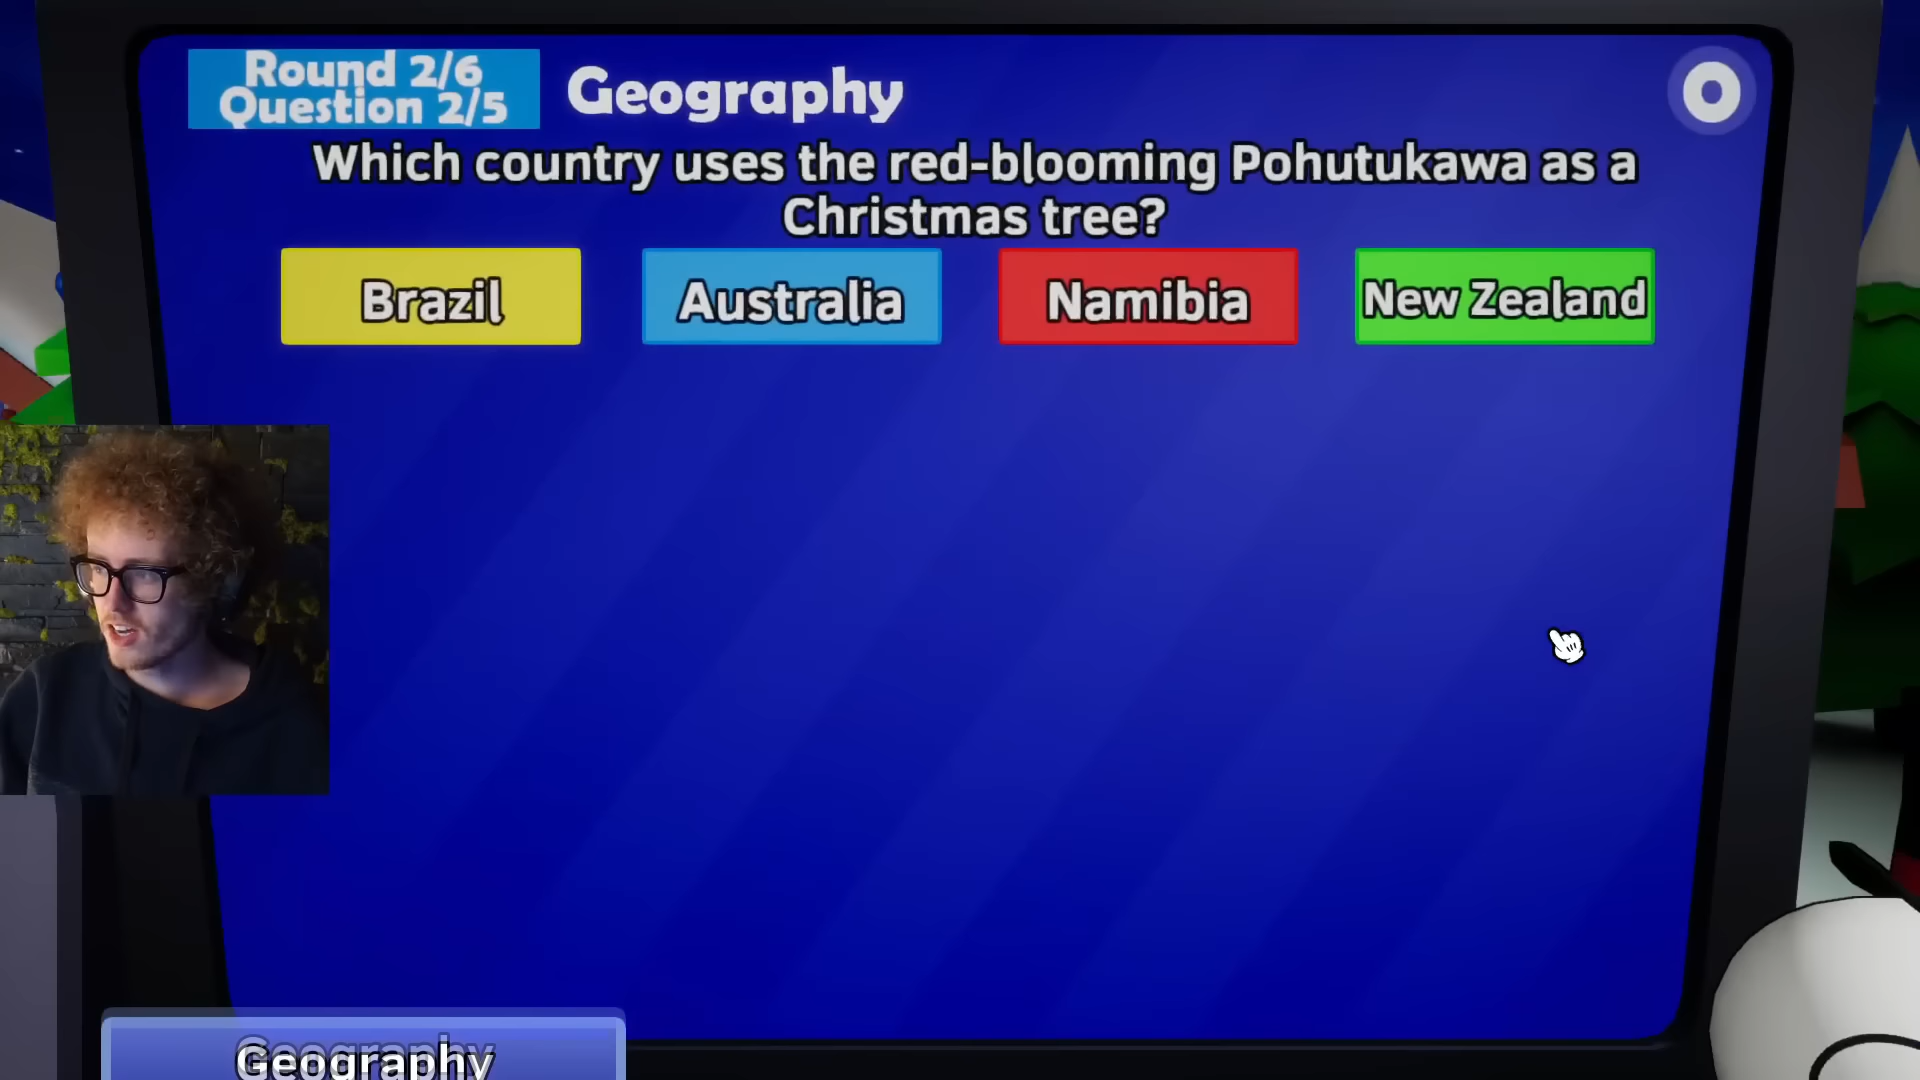 Round 2/6
Question 2/5
Geography
O
Which country uses the red-blooming Pohutukawa as a
Christmas tree?
Brazil
Australia
Namibia
New Zealand
Geography